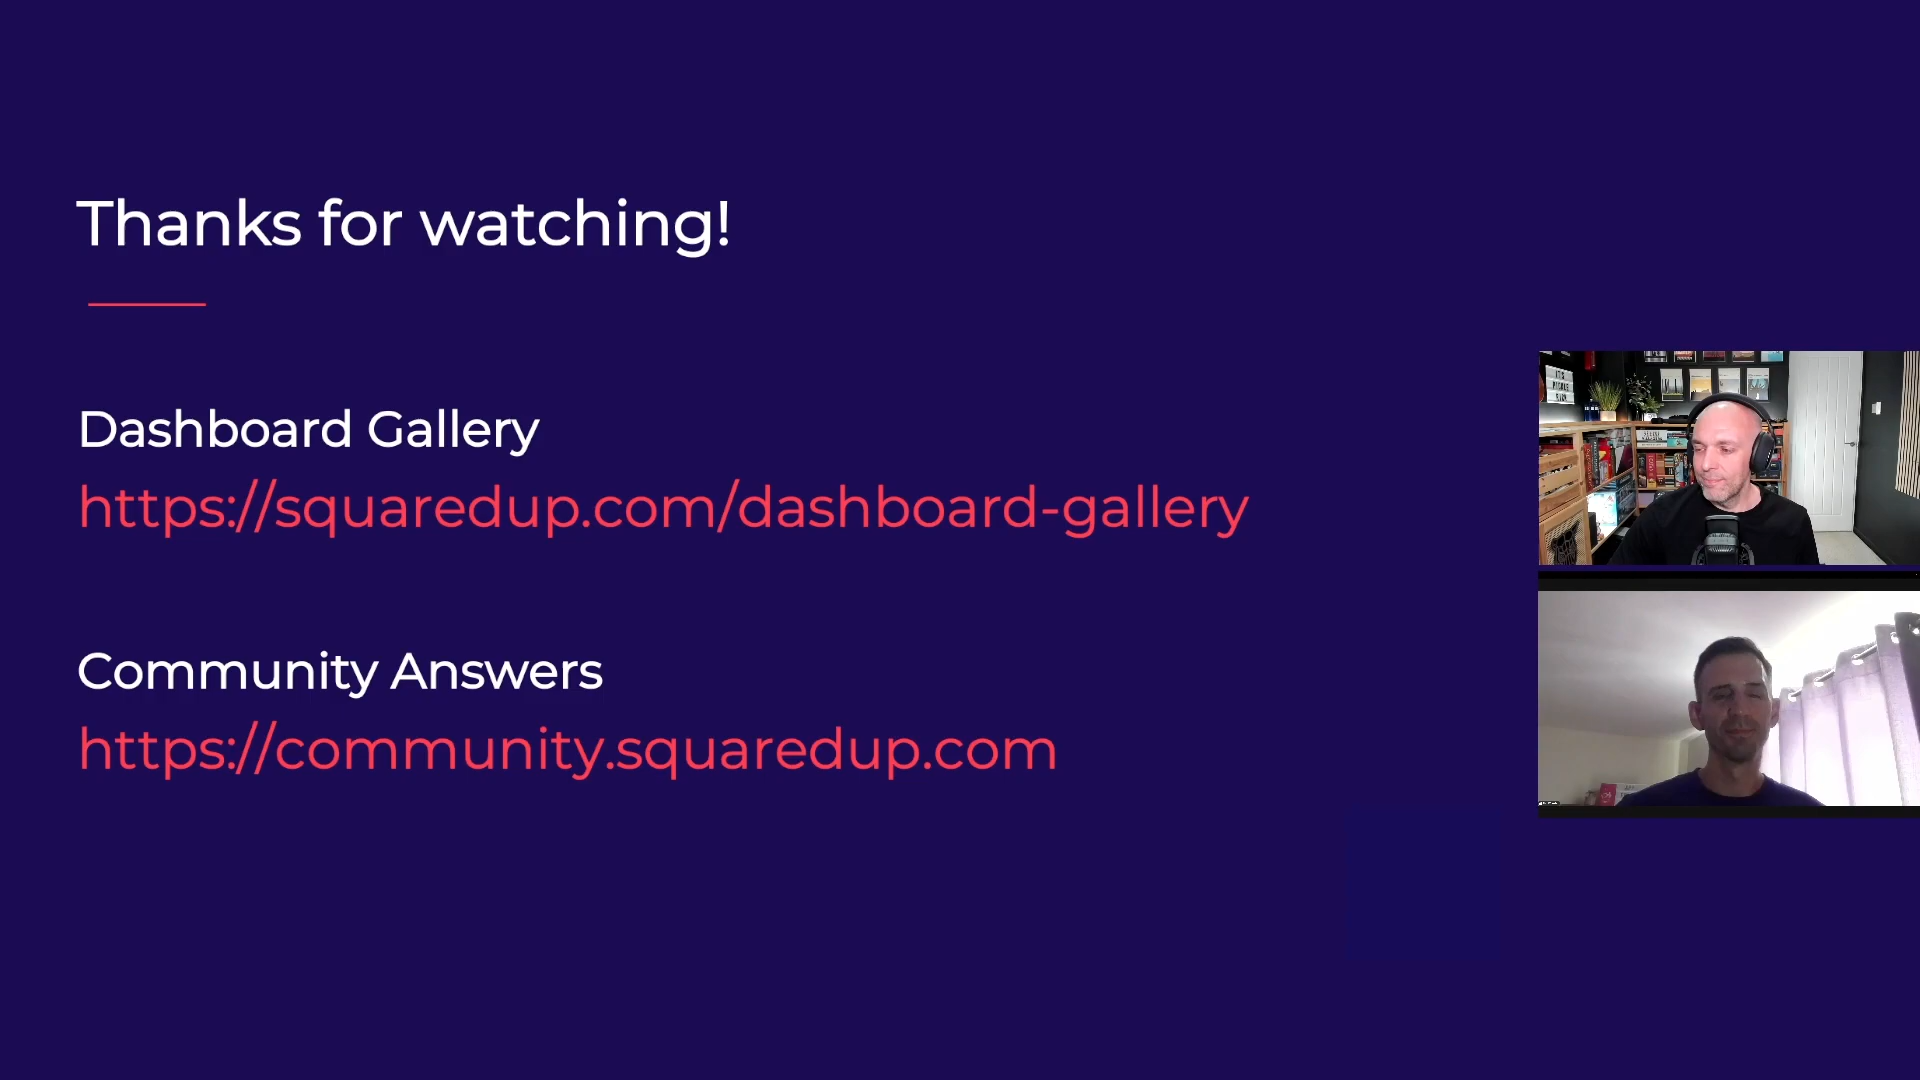 Thanks for watching!
Dashboard Gallery
https://squaredup.com/dashboard-gallery
Community Answers
https://community.squaredup.com